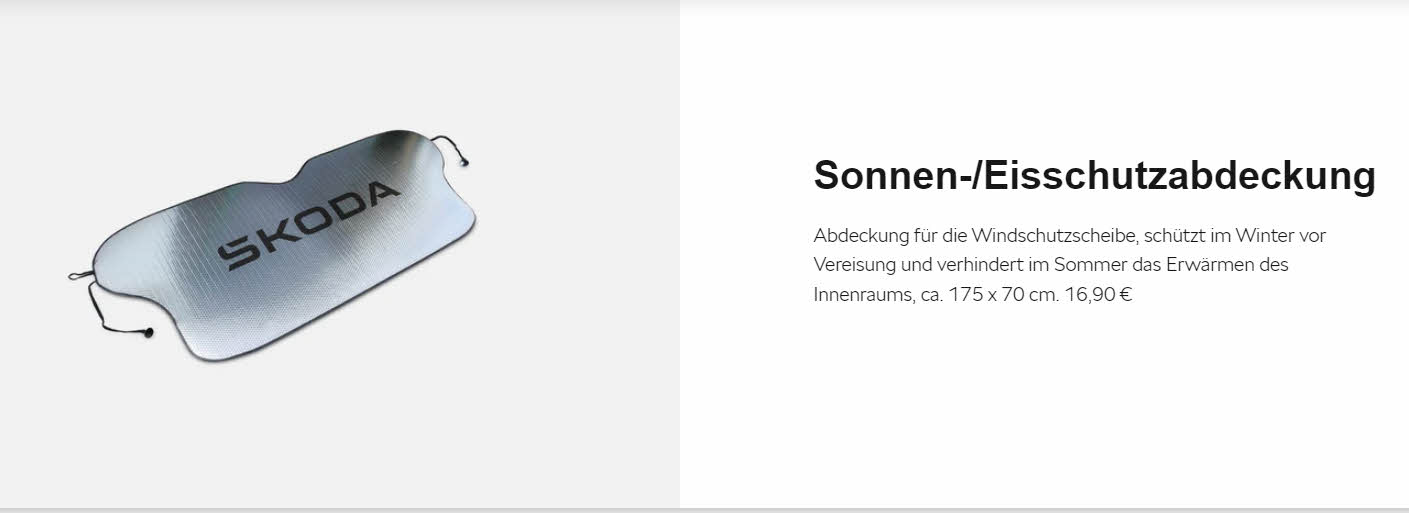 ŠKODA
Sonnen-/Eisschutzabdeckung
Abdeckung für die Windschutzscheibe, schützt im Winter vor
Vereisung und verhindert im Sommer das Erwärmen des
Innenraums, ca. 175 x 70 cm. 16,90 €